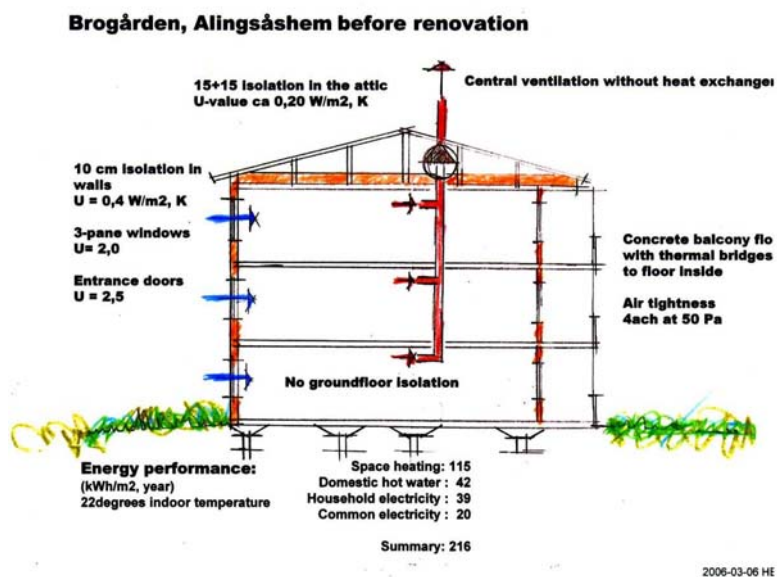 Brogården, Alingsåshem before renovation
15+15 isolation in the attic
U-value ca 0,20 W/m2, K
Central ventilation without heat exchanger
10 cm isolation in
walls
U = 0,4 W/m2, K
3-pane windows
U= 2,0
Entrance doors
U = 2,5
Concrete balcony flo
with thermal bridges
to floor inside
Air tightness
4ach at 50 Pa
No groundfloor isolation
Energy performance:
(kWh/m2, year)
22degrees indoor temperature
Space heating: 115
Domestic hot water : 42
Household electricity : 39
Common electricity : 20
Summary: 216
2006-03-06 HE